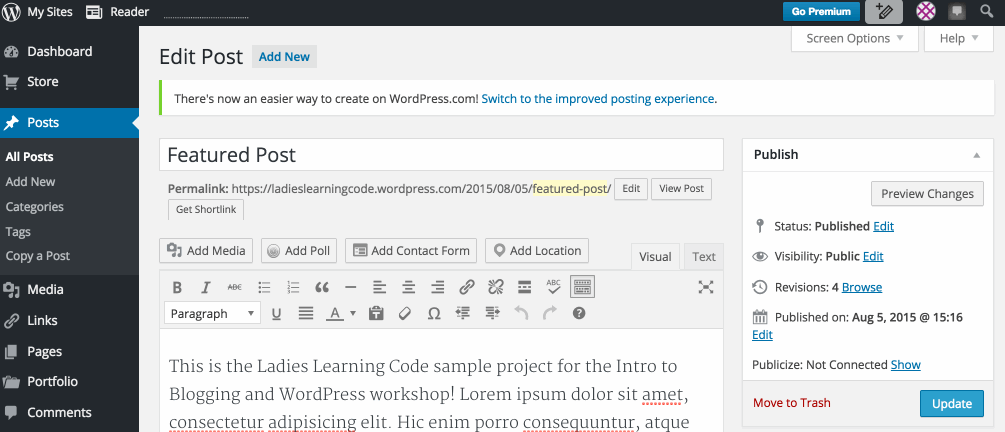 My Sites Reader Go Premium
Screen Options Help
Dashboard
Store
Posts
All Posts
Add New
Categories
Tags
Copy a Post
Media
Links
Pages
Portfolio
Comments
Edit Post Add New
There's now an easier way to create on WordPress.com! Switch to the improved posting experience.
Featured Post
Permalink: https://ladieslearningcode.wordpress.com/2015/08/05/featured-post/ Edit View Post
Get Shortlink
Add Media Add Poll Add Contact Form Add Location Visual Text
B I ABC ABC
Paragraph U A Ω ?
This is the Ladies Learning Code sample project for the Intro to
Blogging and WordPress workshop! Lorem ipsum dolor sit amet,
consectetur adipisicing elit. Hic enim porro consequuntur, atque
Publish
Preview Changes
Status: Published Edit
Visibility: Public Edit
Revisions: 4 Browse
Published on: Aug 5, 2015 @ 15:16
Edit
Publicize: Not Connected Show
Move to Trash Update